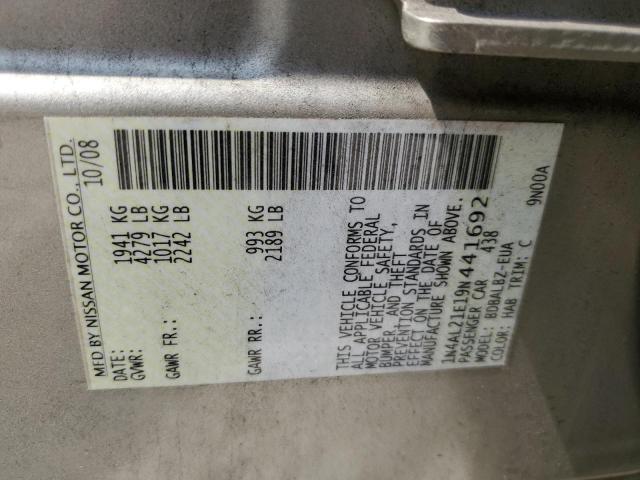 MFD BY NISSAN MOTOR CO., LTD.
DATE: 10/08
GVWR: 1941 KG
4279 LB
GAWR FR.: 1017 KG
2242 LB
GAWR RR.: 993 KG
2189 LB
THIS VEHICLE CONFORMS TO
ALL APPLICABLE FEDERAL
MOTOR VEHICLE SAFETY,
BUMPER, AND THEFT
PREVENTION STANDARDS IN
EFFECT ON THE DATE OF
MANUFACTURE SHOWN ABOVE.
1N4AL21E19N441692
PASSENGER CAR 438
MODEL: BDBALBZ-EUA
COLOR: HAB TRIM: C 9N00A